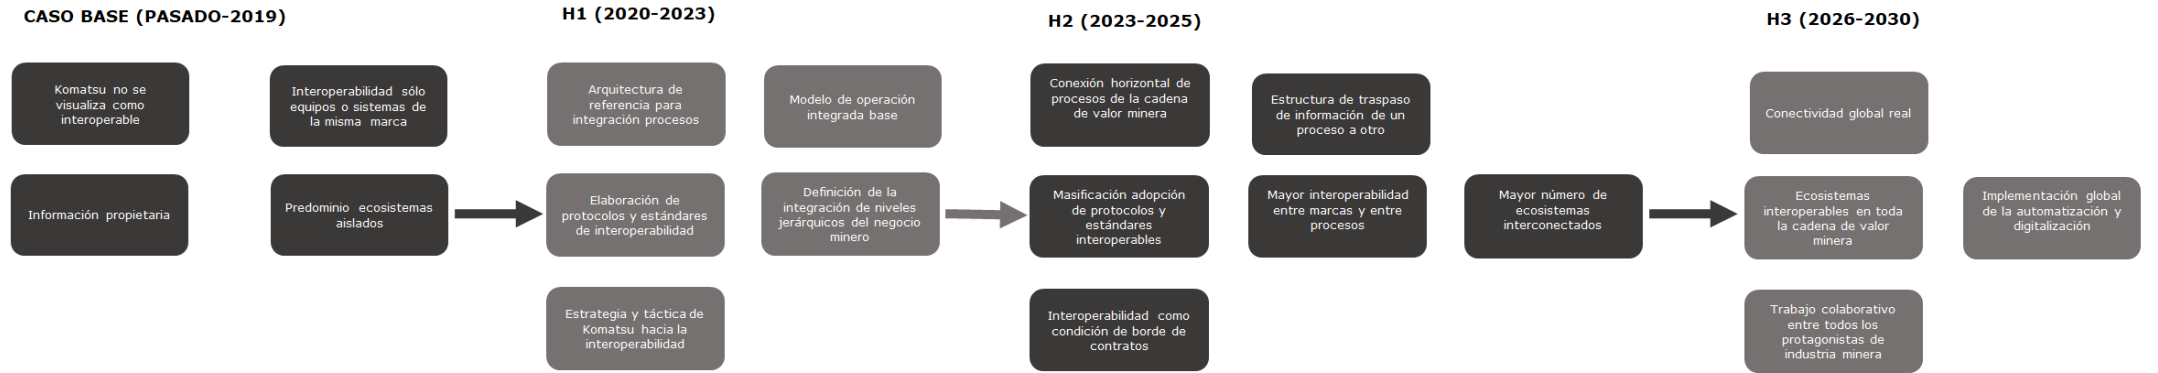 CASO BASE (PASADO-2019)
Komatsu no se
visualiza como
interoperable
Interoperabilidad sólo
equipos o sistemas de
la misma marca
Información propietaria
Predominio ecosistemas
aislados
H1 (2020-2023)
Arquitectura de
referencia para
integración procesos
Modelo de operación
integrada base
Elaboración de
protocolos y estándares
de interoperabilidad
Definición de la
integración de niveles
jerárquicos del negocio
minero
Estrategia y táctica de
Komatsu hacia la
interoperabilidad
H2 (2023-2025)
Conexión horizontal de
procesos de la cadena
de valor minera
Estructura de traspaso
de información de un
proceso a otro
Masificación adopción
de protocolos y
estándares
interoperables
Mayor interoperabilidad
entre marcas y entre
procesos
Mayor número de
ecosistemas
interconectados
Interoperabilidad como
condición de borde de
contratos
H3 (2026-2030)
Conectividad global real
Ecosistemas
interoperables en toda
la cadena de valor
minera
Implementación global
de la automatización y
digitalización
Trabajo colaborativo
entre todos los
protagonistas de
industria minera